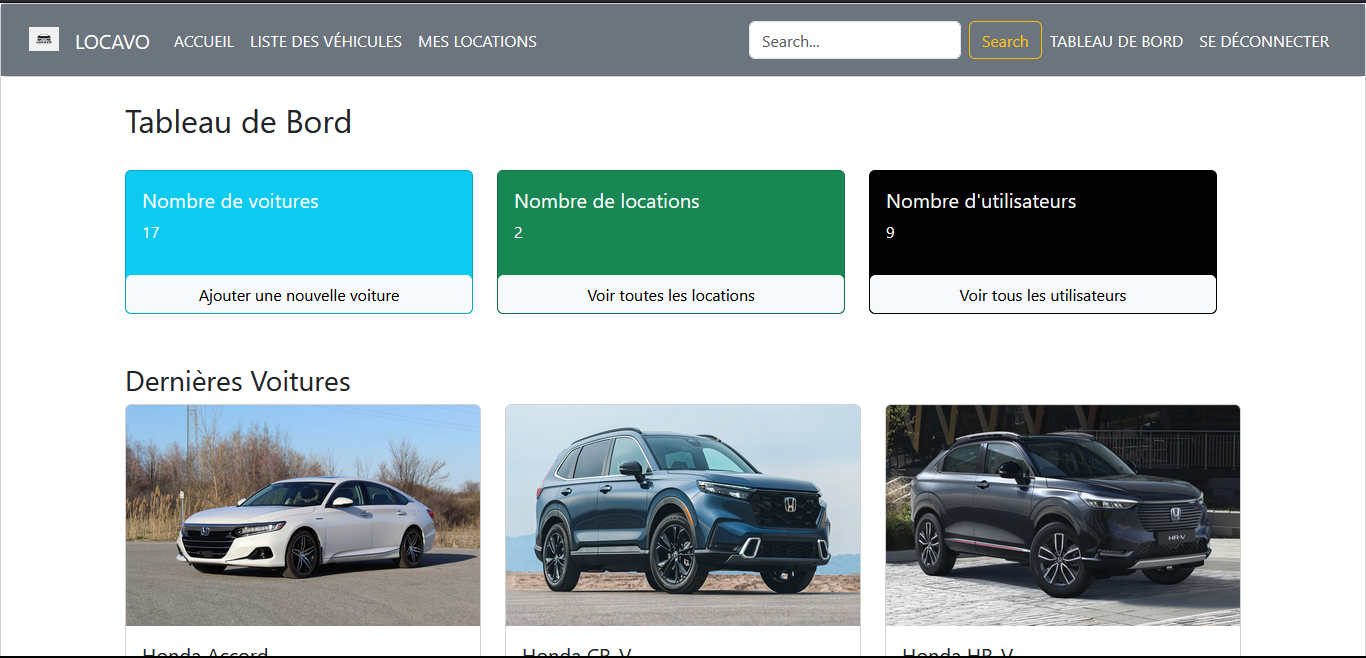 LOCAVO ACCUEIL LISTE DES VÉHICULES MES LOCATIONS Search... Search TABLEAU DE BORD SE DÉCONNECTER
Tableau de Bord
Nombre de voitures Nombre de locations Nombre d'utilisateurs
17 2 9
Ajouter une nouvelle voiture Voir toutes les locations Voir tous les utilisateurs
Dernières Voitures
HR-V
Honda Accord Honda CR-V Honda HR-V